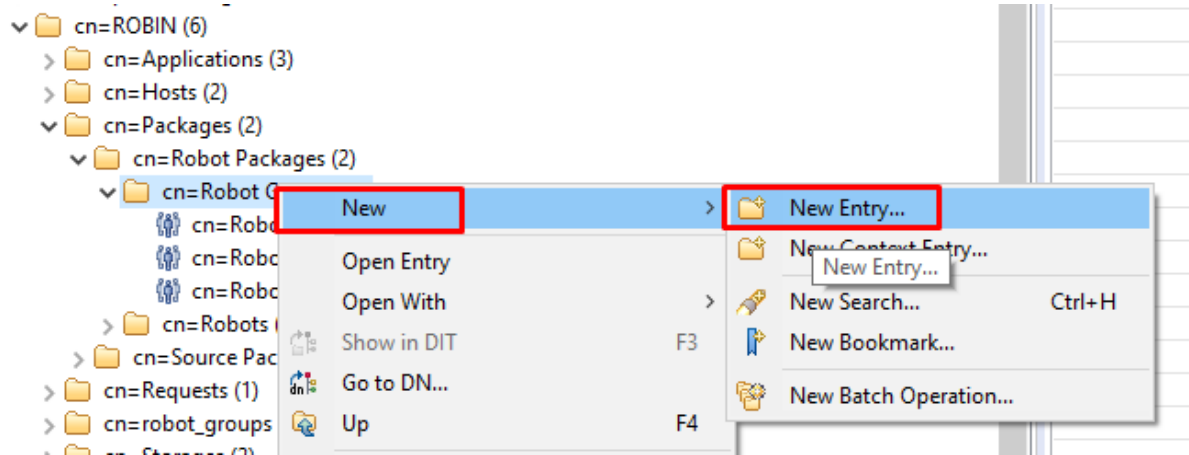 cn=ROBIN (6)
cn=Applications (3)
cn=Hosts (2)
cn=Packages (2)
cn=Robot Packages (2)
cn=Robot
New
New Entry...
cn=Robo
New Entry...
cn=Robo
Open Entry
cn=Robo
Open With
New Search... Ctrl+H
cn=Robots
Show in DIT F3
New Bookmark...
cn=Source Pac
Go to DN...
cn=Requests (1)
New Batch Operation...
cn=robot_groups
Up F4